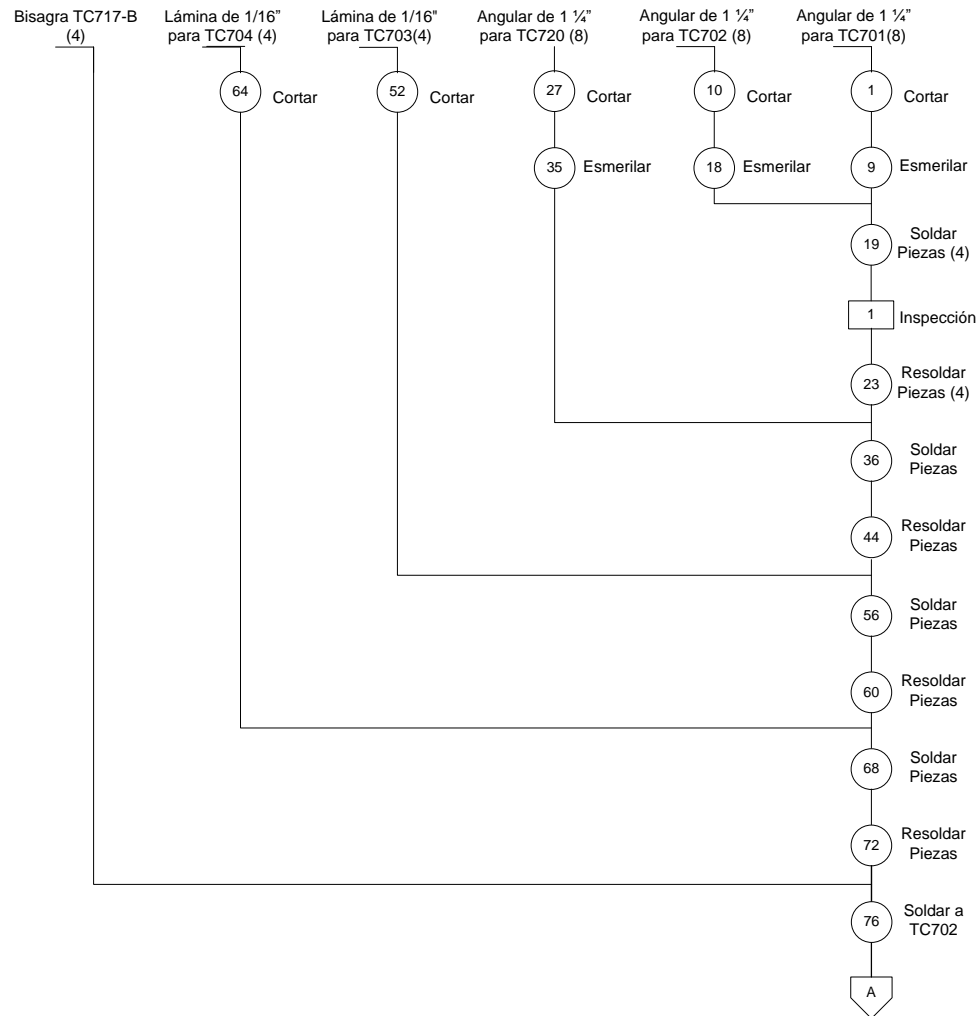 Bisagra TC717-B
(4)
Lámina de 1/16”
para TC704 (4)
Lámina de 1/16"
para TC703(4)
Angular de 1 ¼”
para TC720 (8)
Angular de 1 ¼”
para TC702 (8)
Angular de 1 ¼”
para TC701(8)
64 Cortar
52 Cortar
27 Cortar
10 Cortar
1 Cortar
35 Esmerilar
18 Esmerilar
9 Esmerilar
19 Soldar
Piezas (4)
1 Inspección
23 Resoldar
Piezas (4)
36 Soldar
Piezas
44 Resoldar
Piezas
56 Soldar
Piezas
60 Resoldar
Piezas
68 Soldar
Piezas
72 Resoldar
Piezas
76 Soldar a
TC702
A